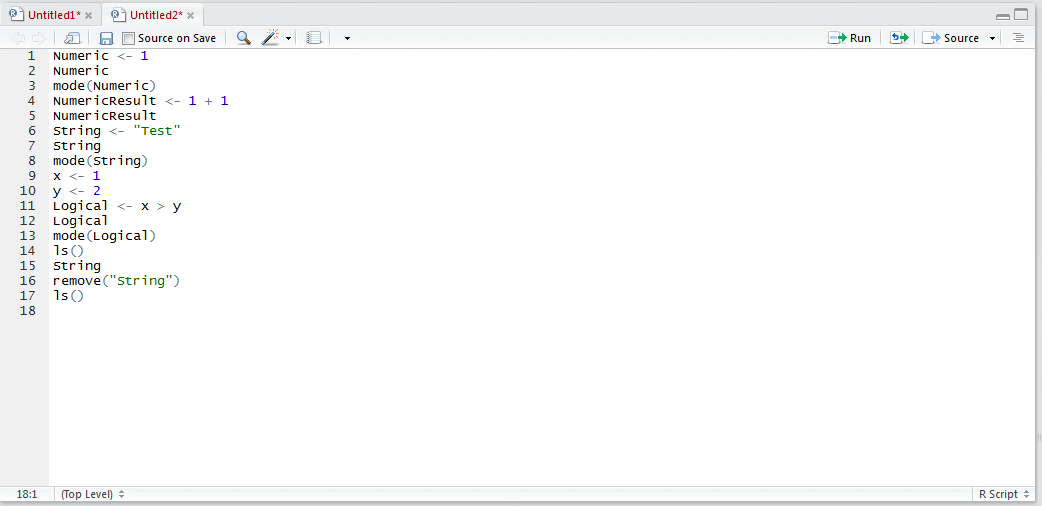 Untitled1* Untitled2*
Source on Save Run Source
1 Numeric <- 1
2 Numeric
3 mode(Numeric)
4 NumericResult <- 1 + 1
5 NumericResult
6 String <- "Test"
7 String
8 mode(String)
9 x <- 1
10 y <- 2
11 Logical <- x > y
12 Logical
13 mode(Logical)
14 ls()
15 String
16 remove("String")
17 ls()
18
18:1 (Top Level) R Script